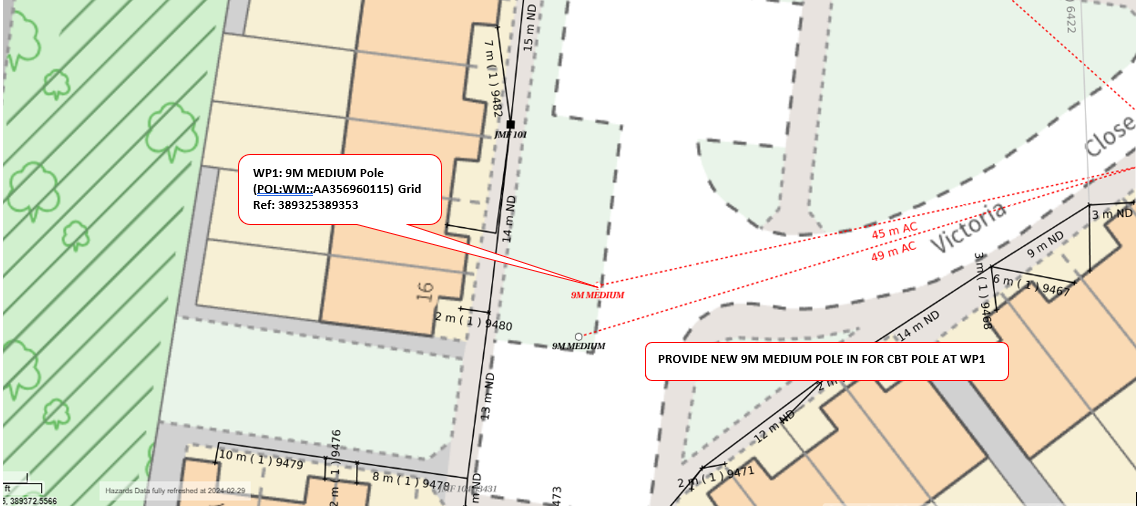 15 m ND
7 m ( 1 ) 9482
JMF 101
) 6422
Close
WP1: 9M MEDIUM Pole
(POL:WM::AA356960115) Grid
Ref: 389325389353
14 m ND
3 m ND
45 m AC
49 m AC
Victoria
9 m ND
3 m ( 1 ) 9468
6 m ( 1 ) 9467
16
9M MEDIUM
2 m ( 1 ) 9480
14 m ND
9M MEDIUM
PROVIDE NEW 9M MEDIUM POLE IN FOR CBT POLE AT WP1
13 m ND
12 m ND
2 m ( 1 ) 9471
10 m ( 1 ) 9479
2 m ( 1 ) 9476
8 m ( 1 ) 9478
m ND
473
Hazards Data fully refreshed at 2024-02-29
ft
, 389372.5566